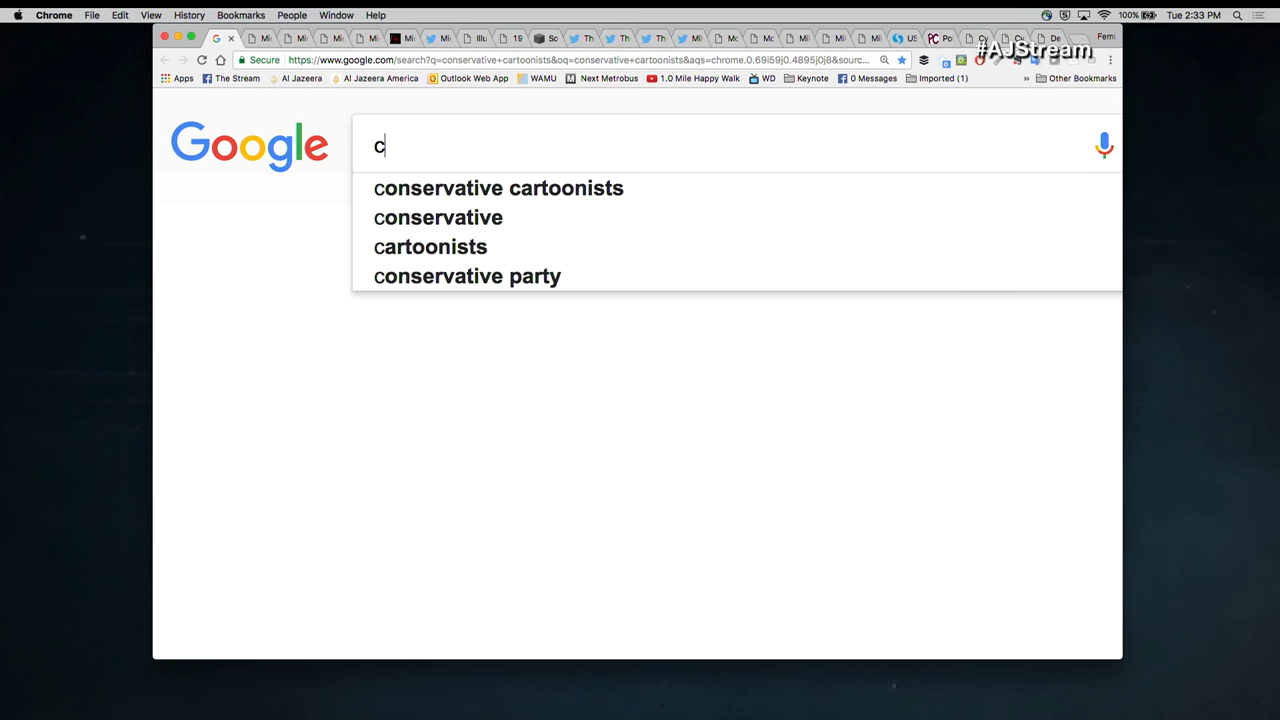 Chrome File Edit View History Bookmarks People Window Help 100% Tue 2:33 PM
Femi
#AJStream
Secure https://www.google.com/search?q=conservative+cartoonists&oq=conservative+cartoonists&aqs=chrome.0.69i59j0.4895j0j8&sourc...
Apps The Stream Al Jazeera Al Jazeera America Outlook Web App WAMU Next Metrobus 1.0 Mile Happy Walk WD Keynote 0 Messages Imported (1) » Other Bookmarks
Google c
conservative cartoonists
conservative
cartoonists
conservative party